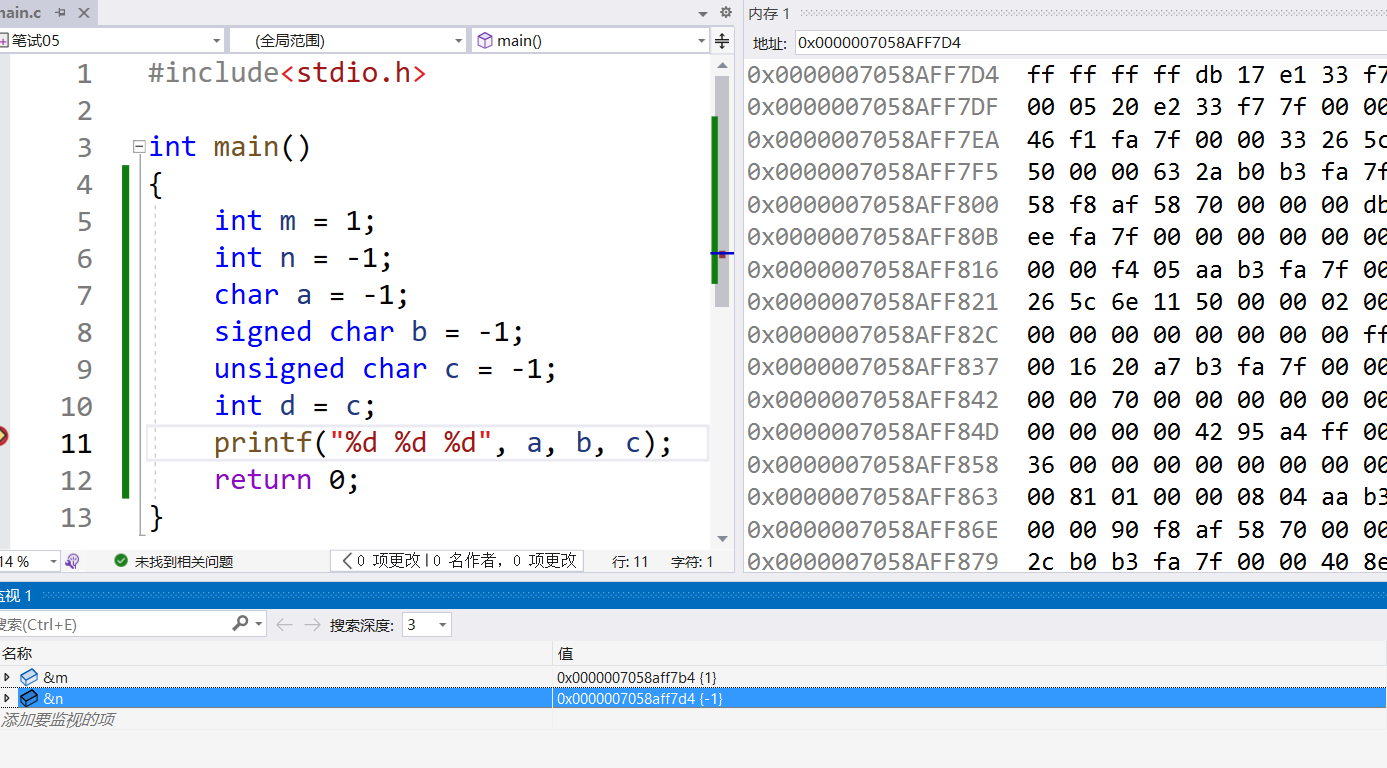 main.c
内存 1
笔试05 (全局范围) main()
地址: 0x0000007058AFF7D4
1 #include<stdio.h>
2
3 int main()
4 {
5 int m = 1;
6 int n = -1;
7 char a = -1;
8 signed char b = -1;
9 unsigned char c = -1;
10 int d = c;
11 printf("%d %d %d", a, b, c);
12 return 0;
13 }
0x0000007058AFF7D4 ff ff ff ff db 17 e1 33 f7
0x0000007058AFF7DF 00 05 20 e2 33 f7 7f 00 00
0x0000007058AFF7EA 46 f1 fa 7f 00 00 33 26 5c
0x0000007058AFF7F5 50 00 00 63 2a b0 b3 fa 7f
0x0000007058AFF800 58 f8 af 58 70 00 00 00 db
0x0000007058AFF80B ee fa 7f 00 00 00 00 00 00
0x0000007058AFF816 00 00 f4 05 aa b3 fa 7f 00
0x0000007058AFF821 26 5c 6e 11 50 00 00 02 00
0x0000007058AFF82C 00 00 00 00 00 00 00 00 ff
0x0000007058AFF837 00 16 20 a7 b3 fa 7f 00 00
0x0000007058AFF842 00 00 70 00 00 00 00 00 00
0x0000007058AFF84D 00 00 00 00 42 95 a4 ff 00
0x0000007058AFF858 36 00 00 00 00 00 00 00 00
0x0000007058AFF863 00 81 01 00 00 08 04 aa b3
0x0000007058AFF86E 00 00 90 f8 af 58 70 00 00
0x0000007058AFF879 2c b0 b3 fa 7f 00 00 40 8e
14 % 未找到相关问题 0 项更改|0 名作者，0 项更改 行: 11 字符: 1
监视 1
搜索(Ctrl+E) 搜索深度: 3
名称 值
&m 0x0000007058aff7b4 {1}
&n 0x0000007058aff7d4 {-1}
添加要监视的项